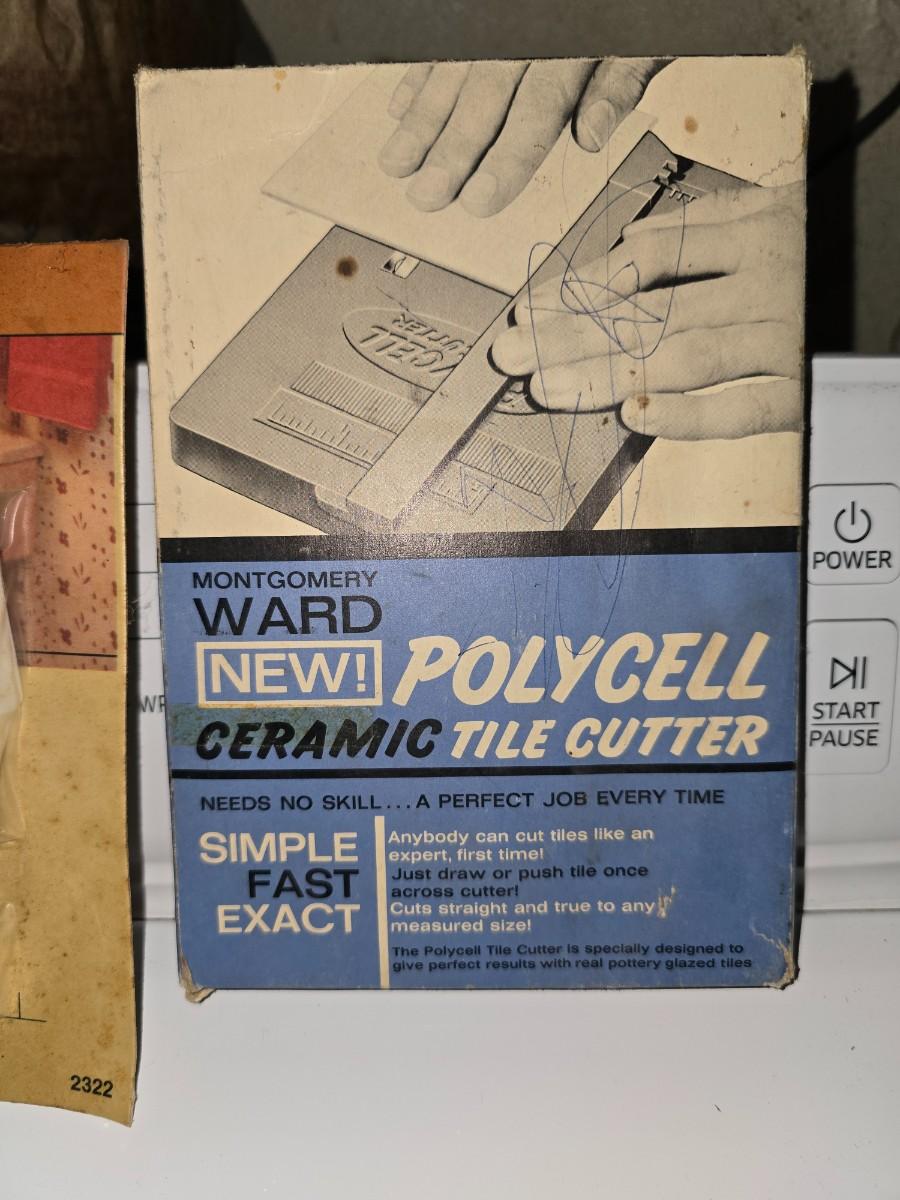 CELL
CUTTER
MONTGOMERY
WARD
NEW! POLYCELL
CERAMIC TILE CUTTER
NEEDS NO SKILL...A PERFECT JOB EVERY TIME
SIMPLE
FAST
EXACT
Anybody can cut tiles like an
expert, first time!
Just draw or push tile once
across cutter!
Cuts straight and true to any
measured size!
The Polycell Tile Cutter is specially designed to
give perfect results with real pottery glazed tiles
POWER
START
PAUSE
2322